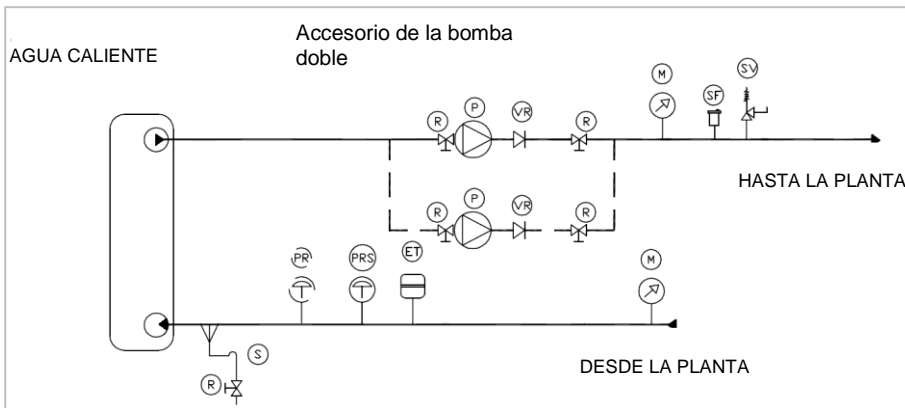 AGUA CALIENTE
Accesorio de la bomba
doble
M
SV
SF
P
R
VR
R
HASTA LA PLANTA
P
R
VR
R
PR
PRS
ET
M
S
R
DESDE LA PLANTA